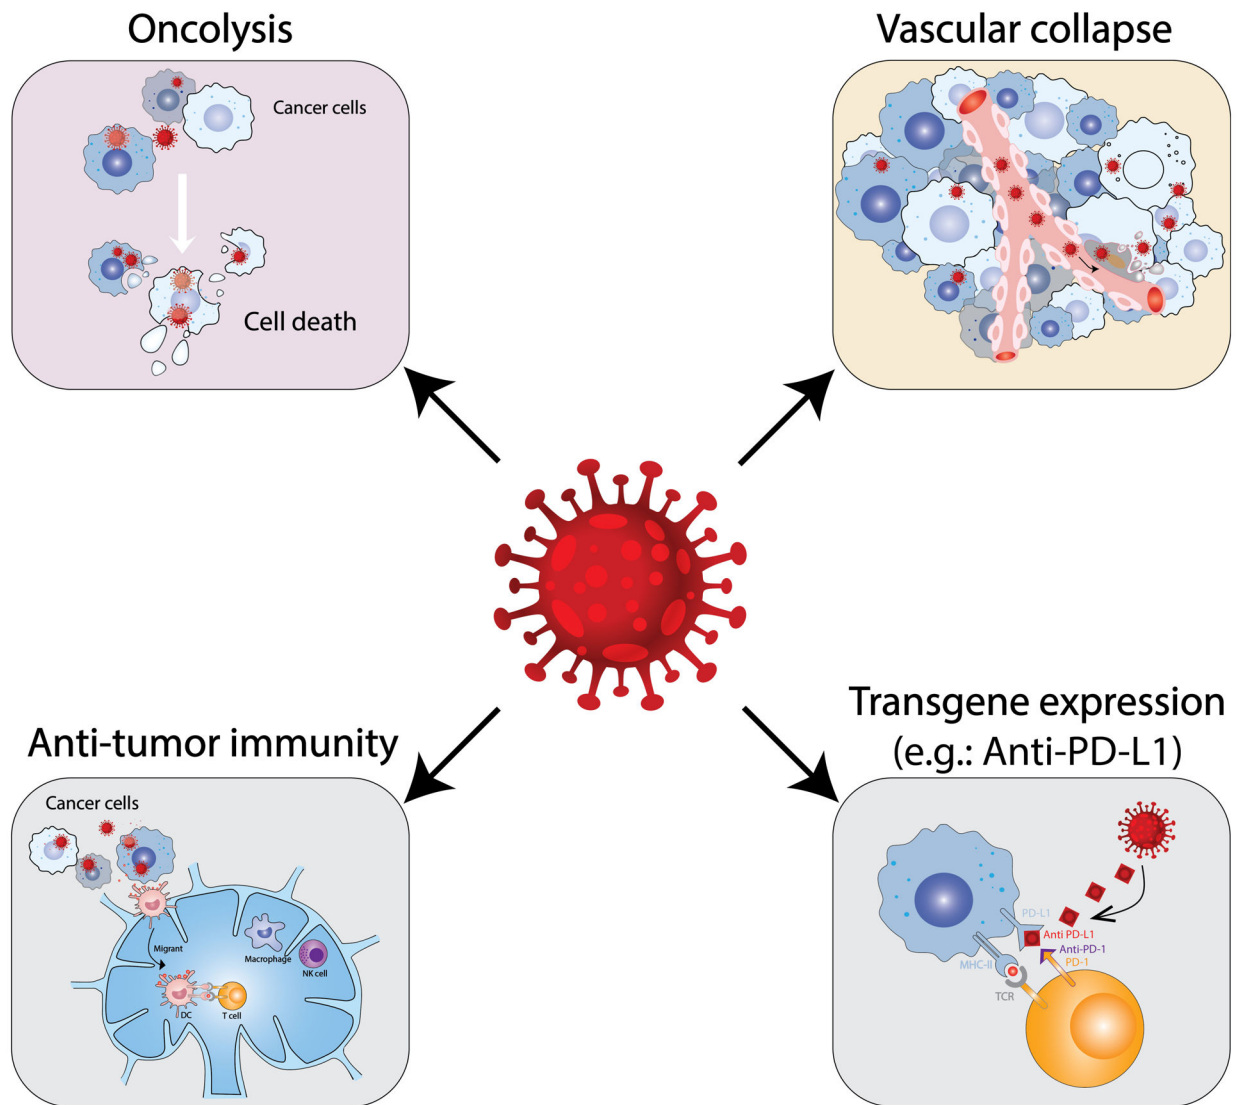 Oncolysis
Cancer cells
Cell death
Vascular collapse
Anti-tumor immunity
Cancer cells
Migrant
Macrophage
NK cell
DC
T cell
Transgene expression
(e.g.: Anti-PD-L1)
PD-L1
Anti PD-L1
Anti-PD-1
PD-1
MHC-II
TCR